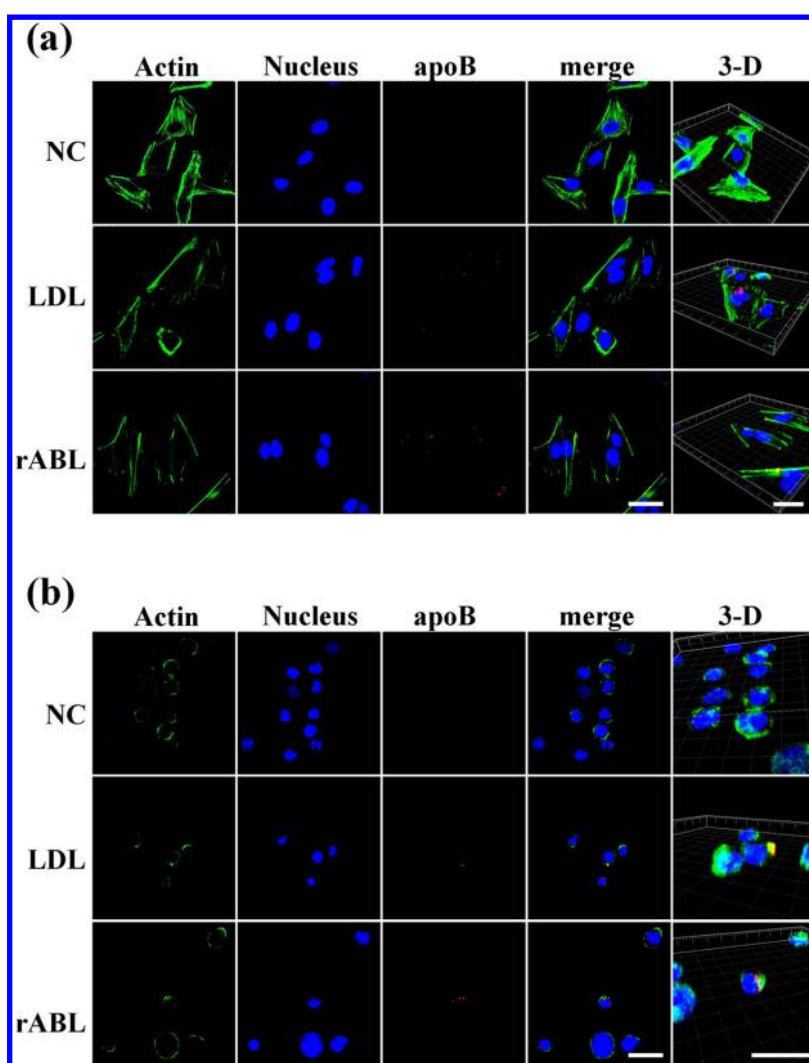 (a)
Actin Nucleus apoB merge 3-D
NC
LDL
rABL
(b)
Actin Nucleus apoB merge 3-D
NC
LDL
rABL